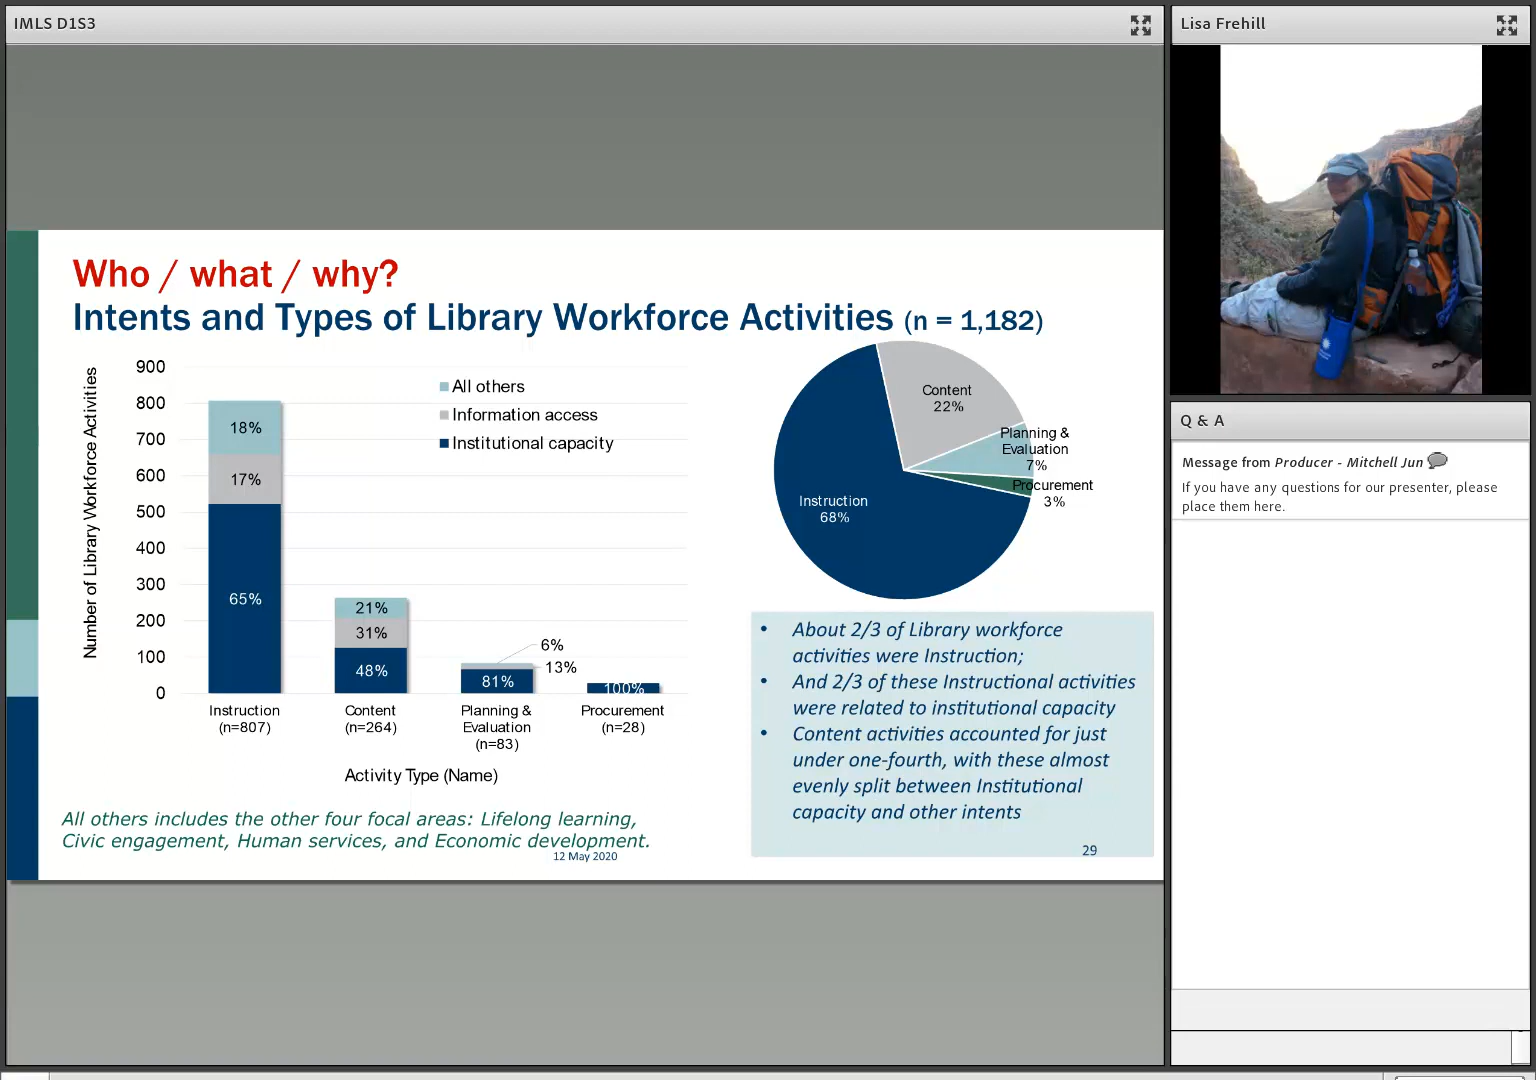 IMLS D1S3
Lisa Frehill
Who / what / why?
Intents and Types of Library Workforce Activities (n = 1,182)
Number of Library Workforce Activities
900
800
700
600
500
400
300
200
100
0
All others
Information access
Institutional capacity
18%
17%
65%
21%
31%
48%
6%
13%
81%
100%
Instruction
(n=807)
Content
(n=264)
Planning &
Evaluation
(n=83)
Procurement
(n=28)
Activity Type (Name)
Content
22%
Planning &
Evaluation
7%
Procurement
3%
Instruction
68%
• About 2/3 of Library workforce
activities were Instruction;
• And 2/3 of these Instructional activities
were related to institutional capacity
• Content activities accounted for just
under one-fourth, with these almost
evenly split between Institutional
capacity and other intents
All others includes the other four focal areas: Lifelong learning,
Civic engagement, Human services, and Economic development.
12 May 2020
29
Q & A
Message from Producer - Mitchell Jun
If you have any questions for our presenter, please
place them here.